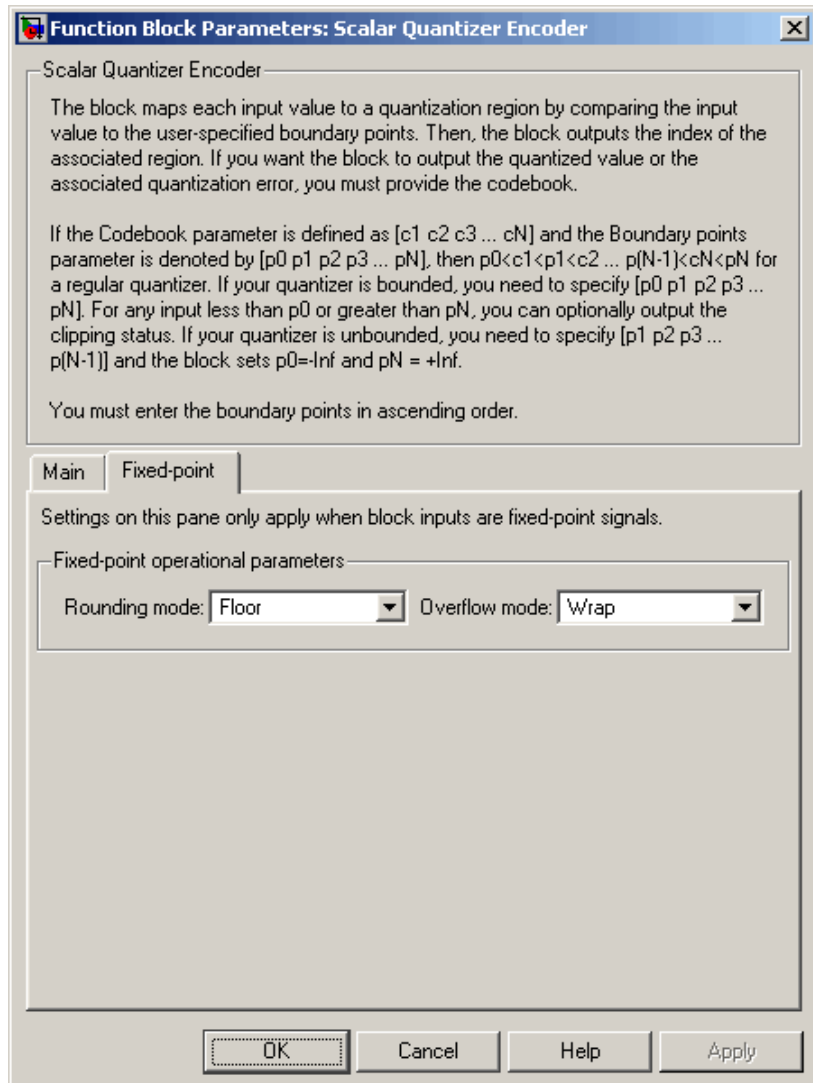 Function Block Parameters: Scalar Quantizer Encoder
Scalar Quantizer Encoder
The block maps each input value to a quantization region by comparing the input
value to the user-specified boundary points. Then, the block outputs the index of the
associated region. If you want the block to output the quantized value or the
associated quantization error, you must provide the codebook.
If the Codebook parameter is defined as [c1 c2 c3 ... cN] and the Boundary points
parameter is denoted by [p0 p1 p2 p3 ... pN], then p0<c1<p1<c2 ... p(N-1)<cN<pN for
a regular quantizer. If your quantizer is bounded, you need to specify [p0 p1 p2 p3 ...
pN]. For any input less than p0 or greater than pN, you can optionally output the
clipping status. If your quantizer is unbounded, you need to specify [p1 p2 p3 ...
p(N-1)] and the block sets p0=-Inf and pN = +Inf.
You must enter the boundary points in ascending order.
Main Fixed-point
Settings on this pane only apply when block inputs are fixed-point signals.
Fixed-point operational parameters
Rounding mode: Floor Overflow mode: Wrap
OK Cancel Help Apply